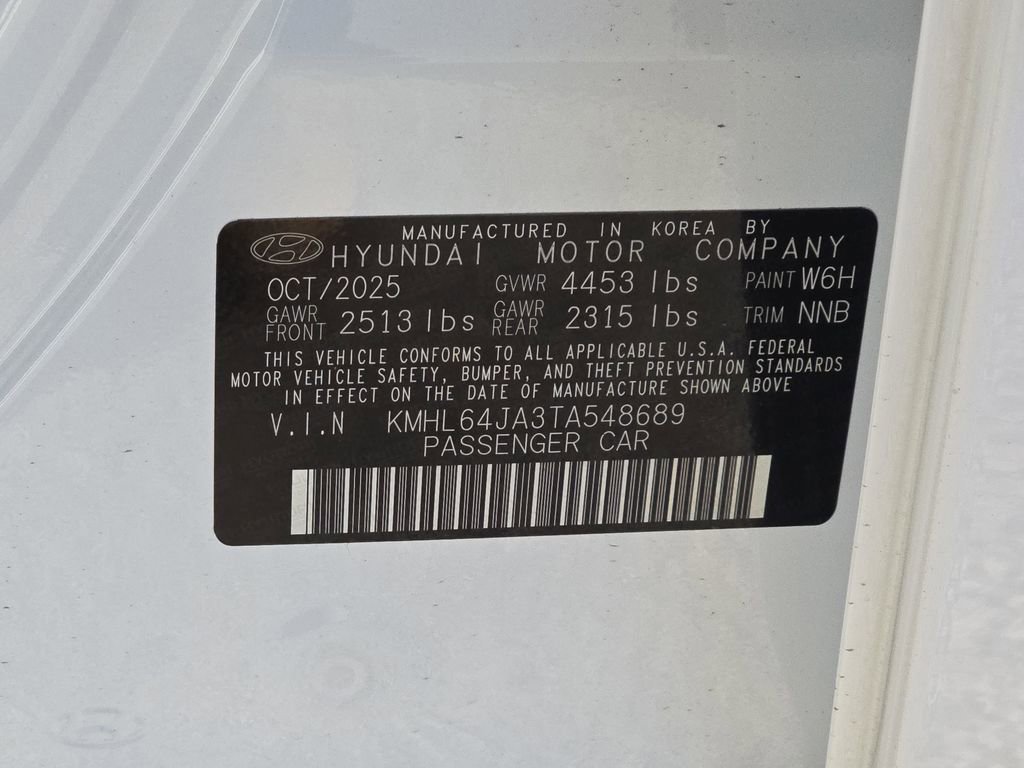 MANUFACTURED IN KOREA BY
HYUNDAI MOTOR COMPANY
OCT/2025 GVWR 4453 lbs PAINT W6H
GAWR FRONT 2513 lbs GAWR REAR 2315 lbs TRIM NNB
THIS VEHICLE CONFORMS TO ALL APPLICABLE U.S.A. FEDERAL
MOTOR VEHICLE SAFETY, BUMPER, AND THEFT PREVENTION STANDARDS
IN EFFECT ON THE DATE OF MANUFACTURE SHOWN ABOVE
V.I.N KMHL64JA3TA548689
PASSENGER CAR